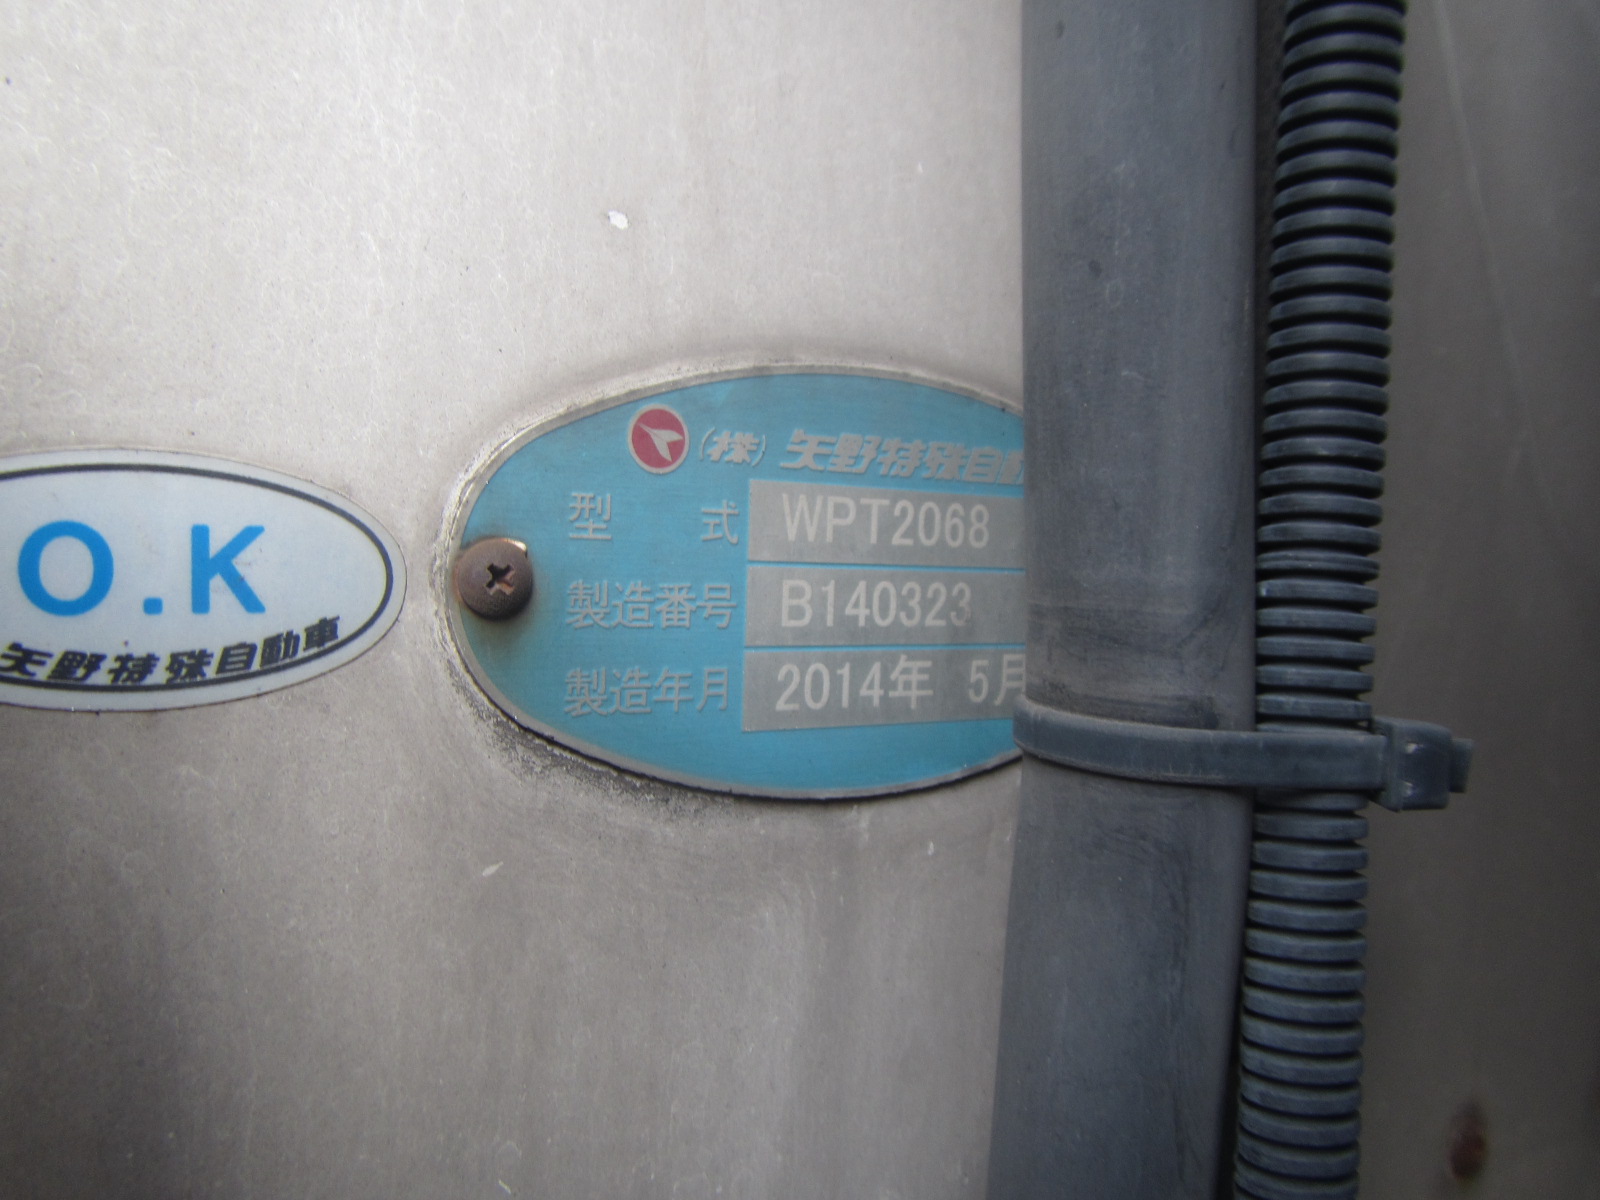 O.K
矢野特殊自動車
(株) 矢野特殊自動
型 式 WPT2068
製造番号 B140323
製造年月 2014年 5月